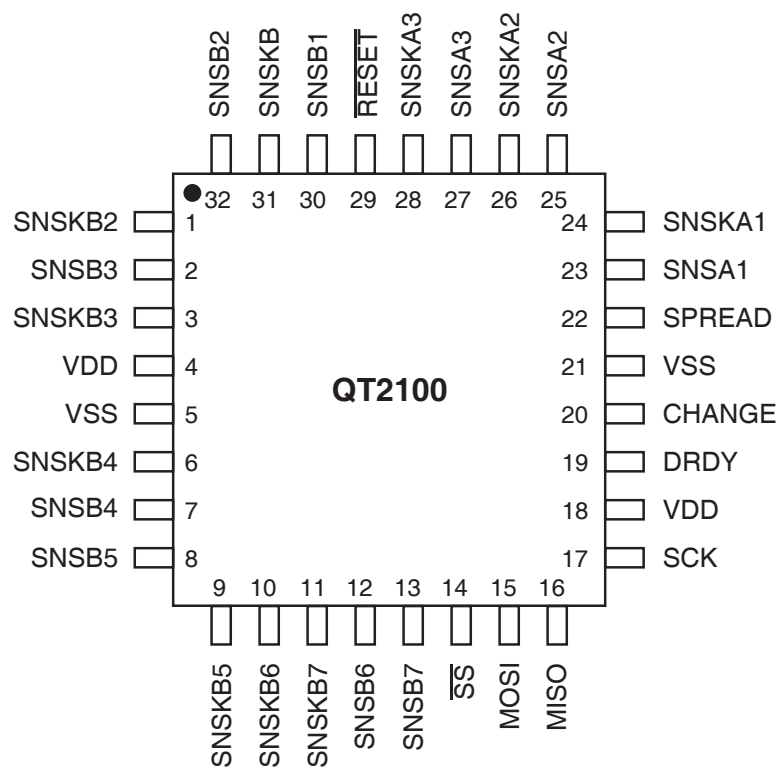 SNSB2
SNSKB
SNSB1
RESET
SNSKA3
SNSA3
SNSKA2
SNSA2
32 31 30 29 28 27 26 25
SNSKB2 1 24 SNSKA1
SNSB3 2 23 SNSA1
SNSKB3 3 22 SPREAD
VDD 4 21 VSS
QT2100
VSS 5 20 CHANGE
SNSKB4 6 19 DRDY
SNSB4 7 18 VDD
SNSB5 8 17 SCK
9 10 11 12 13 14 15 16
SNSKB5
SNSKB6
SNSKB7
SNSB6
SNSB7
SS
MOSI
MISO